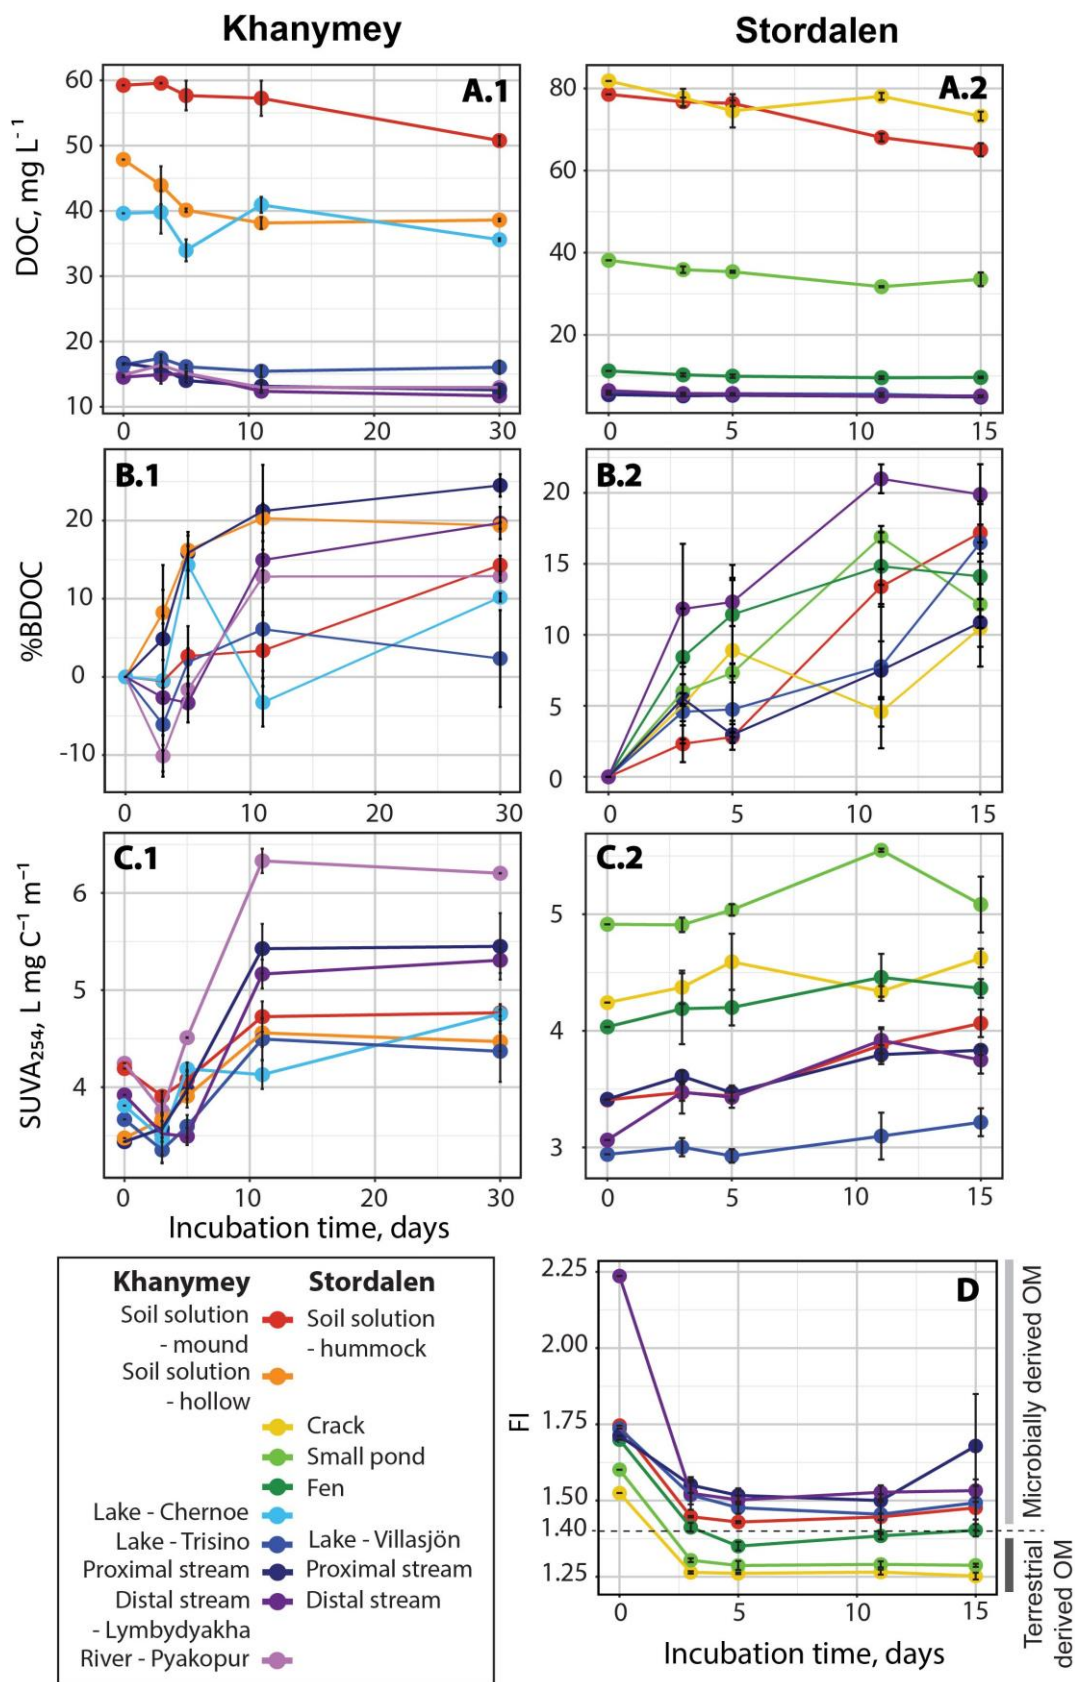 Khanymey
Stordalen
DOC, mg L⁻¹
60
50
40
30
20
10
A.1
0 10 20 30
80
60
40
20
A.2
0 5 10 15
%BDOC
20
10
0
-10
B.1
0 10 20 30
20
15
10
5
0
B.2
0 5 10 15
SUVA₂₅₄, L mg C⁻¹ m⁻¹
6
5
4
C.1
0 10 20 30
Incubation time, days
5
4
3
C.2
0 5 10 15
Khanymey Stordalen
Soil solution
- mound
Soil solution
- hummock
Soil solution
- hollow
Crack
Small pond
Fen
Lake - Chernoe
Lake - Trisino Lake - Villasjön
Proximal stream Proximal stream
Distal stream Distal stream
- Lymbydyakha
River - Pyakopur
FI
2.25
2.00
1.75
1.50
1.40
1.25
D
0 5 10 15
Incubation time, days
Microbially derived OM
Terrestrial
derived OM